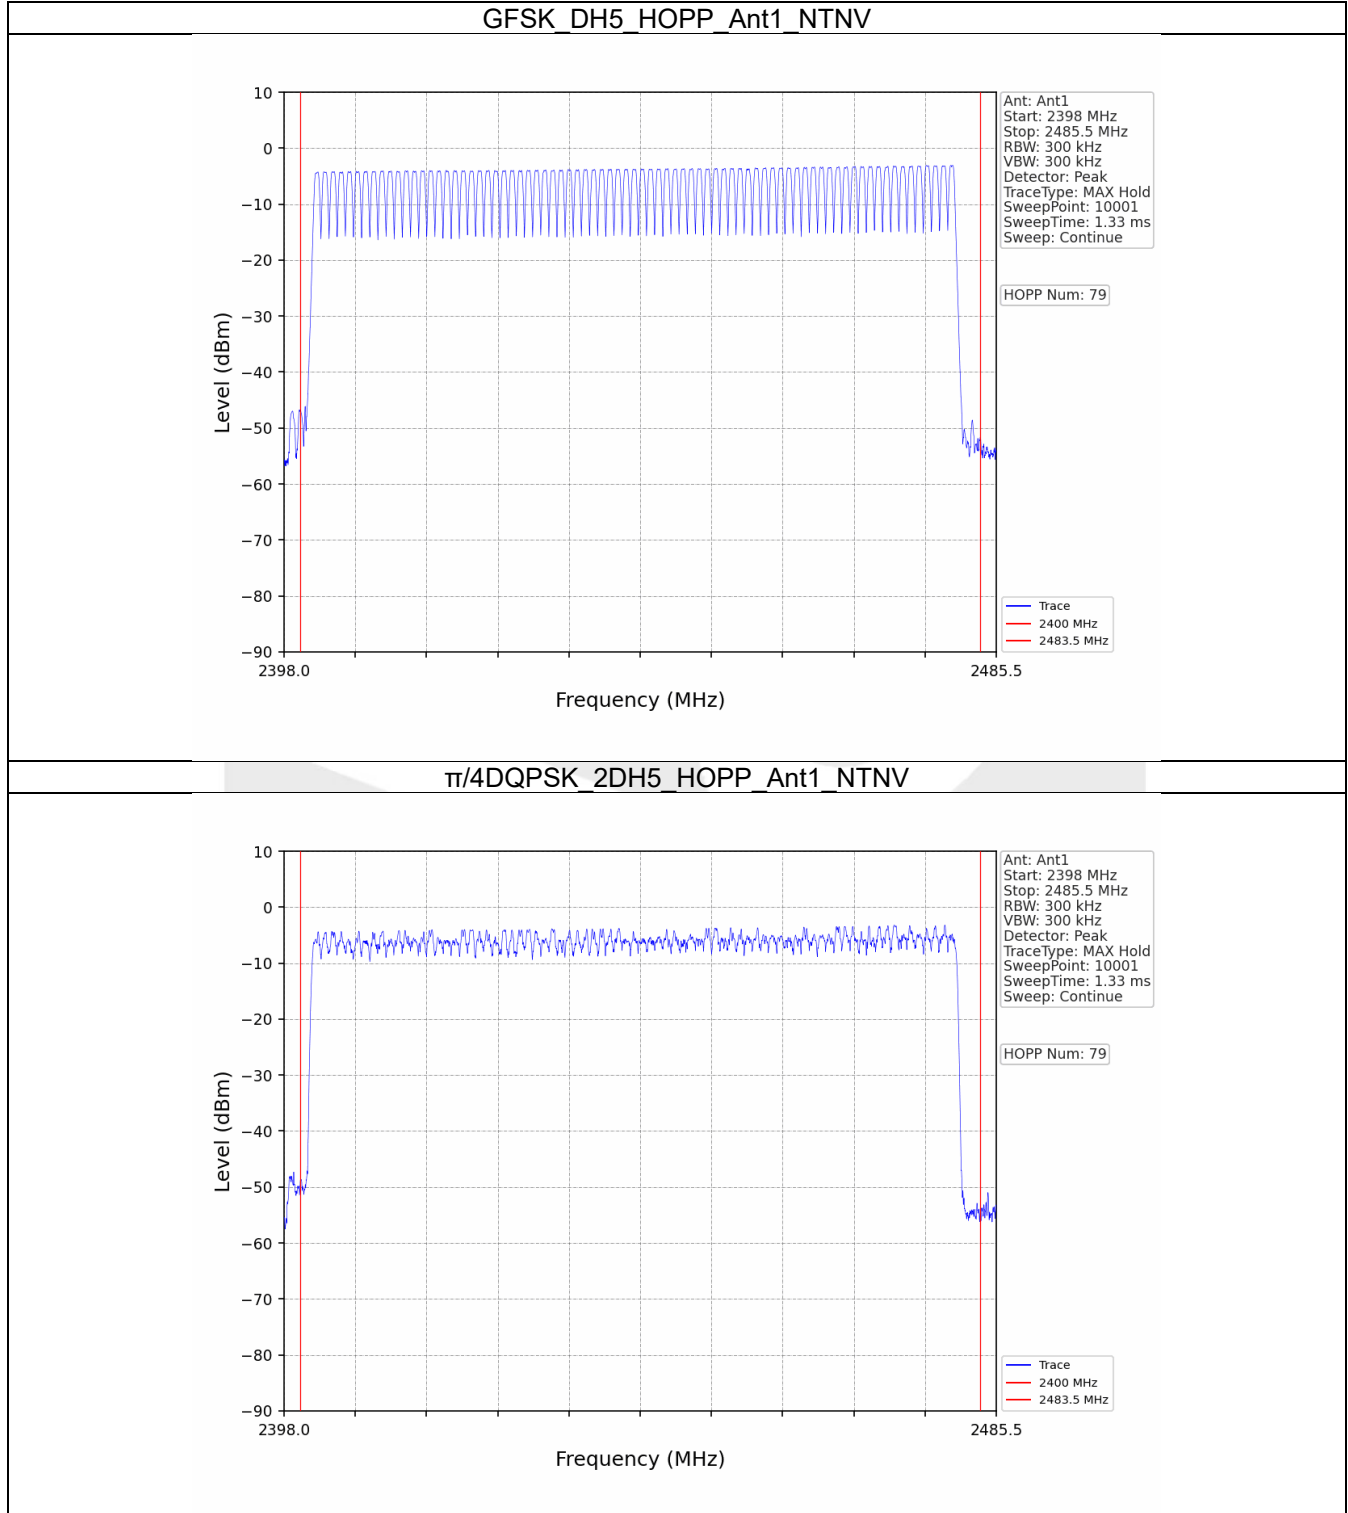 GFSK_DH5_HOPP_Ant1_NTNV
10
0
−10
−20
−30
−40
−50
−60
−70
−80
−90
Level (dBm)
2398.0
2485.5
Frequency (MHz)
Ant: Ant1
Start: 2398 MHz
Stop: 2485.5 MHz
RBW: 300 kHz
VBW: 300 kHz
Detector: Peak
TraceType: MAX Hold
SweepPoint: 10001
SweepTime: 1.33 ms
Sweep: Continue
HOPP Num: 79
Trace
2400 MHz
2483.5 MHz
π/4DQPSK_2DH5_HOPP_Ant1_NTNV
10
0
−10
−20
−30
−40
−50
−60
−70
−80
−90
Level (dBm)
2398.0
2485.5
Frequency (MHz)
Ant: Ant1
Start: 2398 MHz
Stop: 2485.5 MHz
RBW: 300 kHz
VBW: 300 kHz
Detector: Peak
TraceType: MAX Hold
SweepPoint: 10001
SweepTime: 1.33 ms
Sweep: Continue
HOPP Num: 79
Trace
2400 MHz
2483.5 MHz